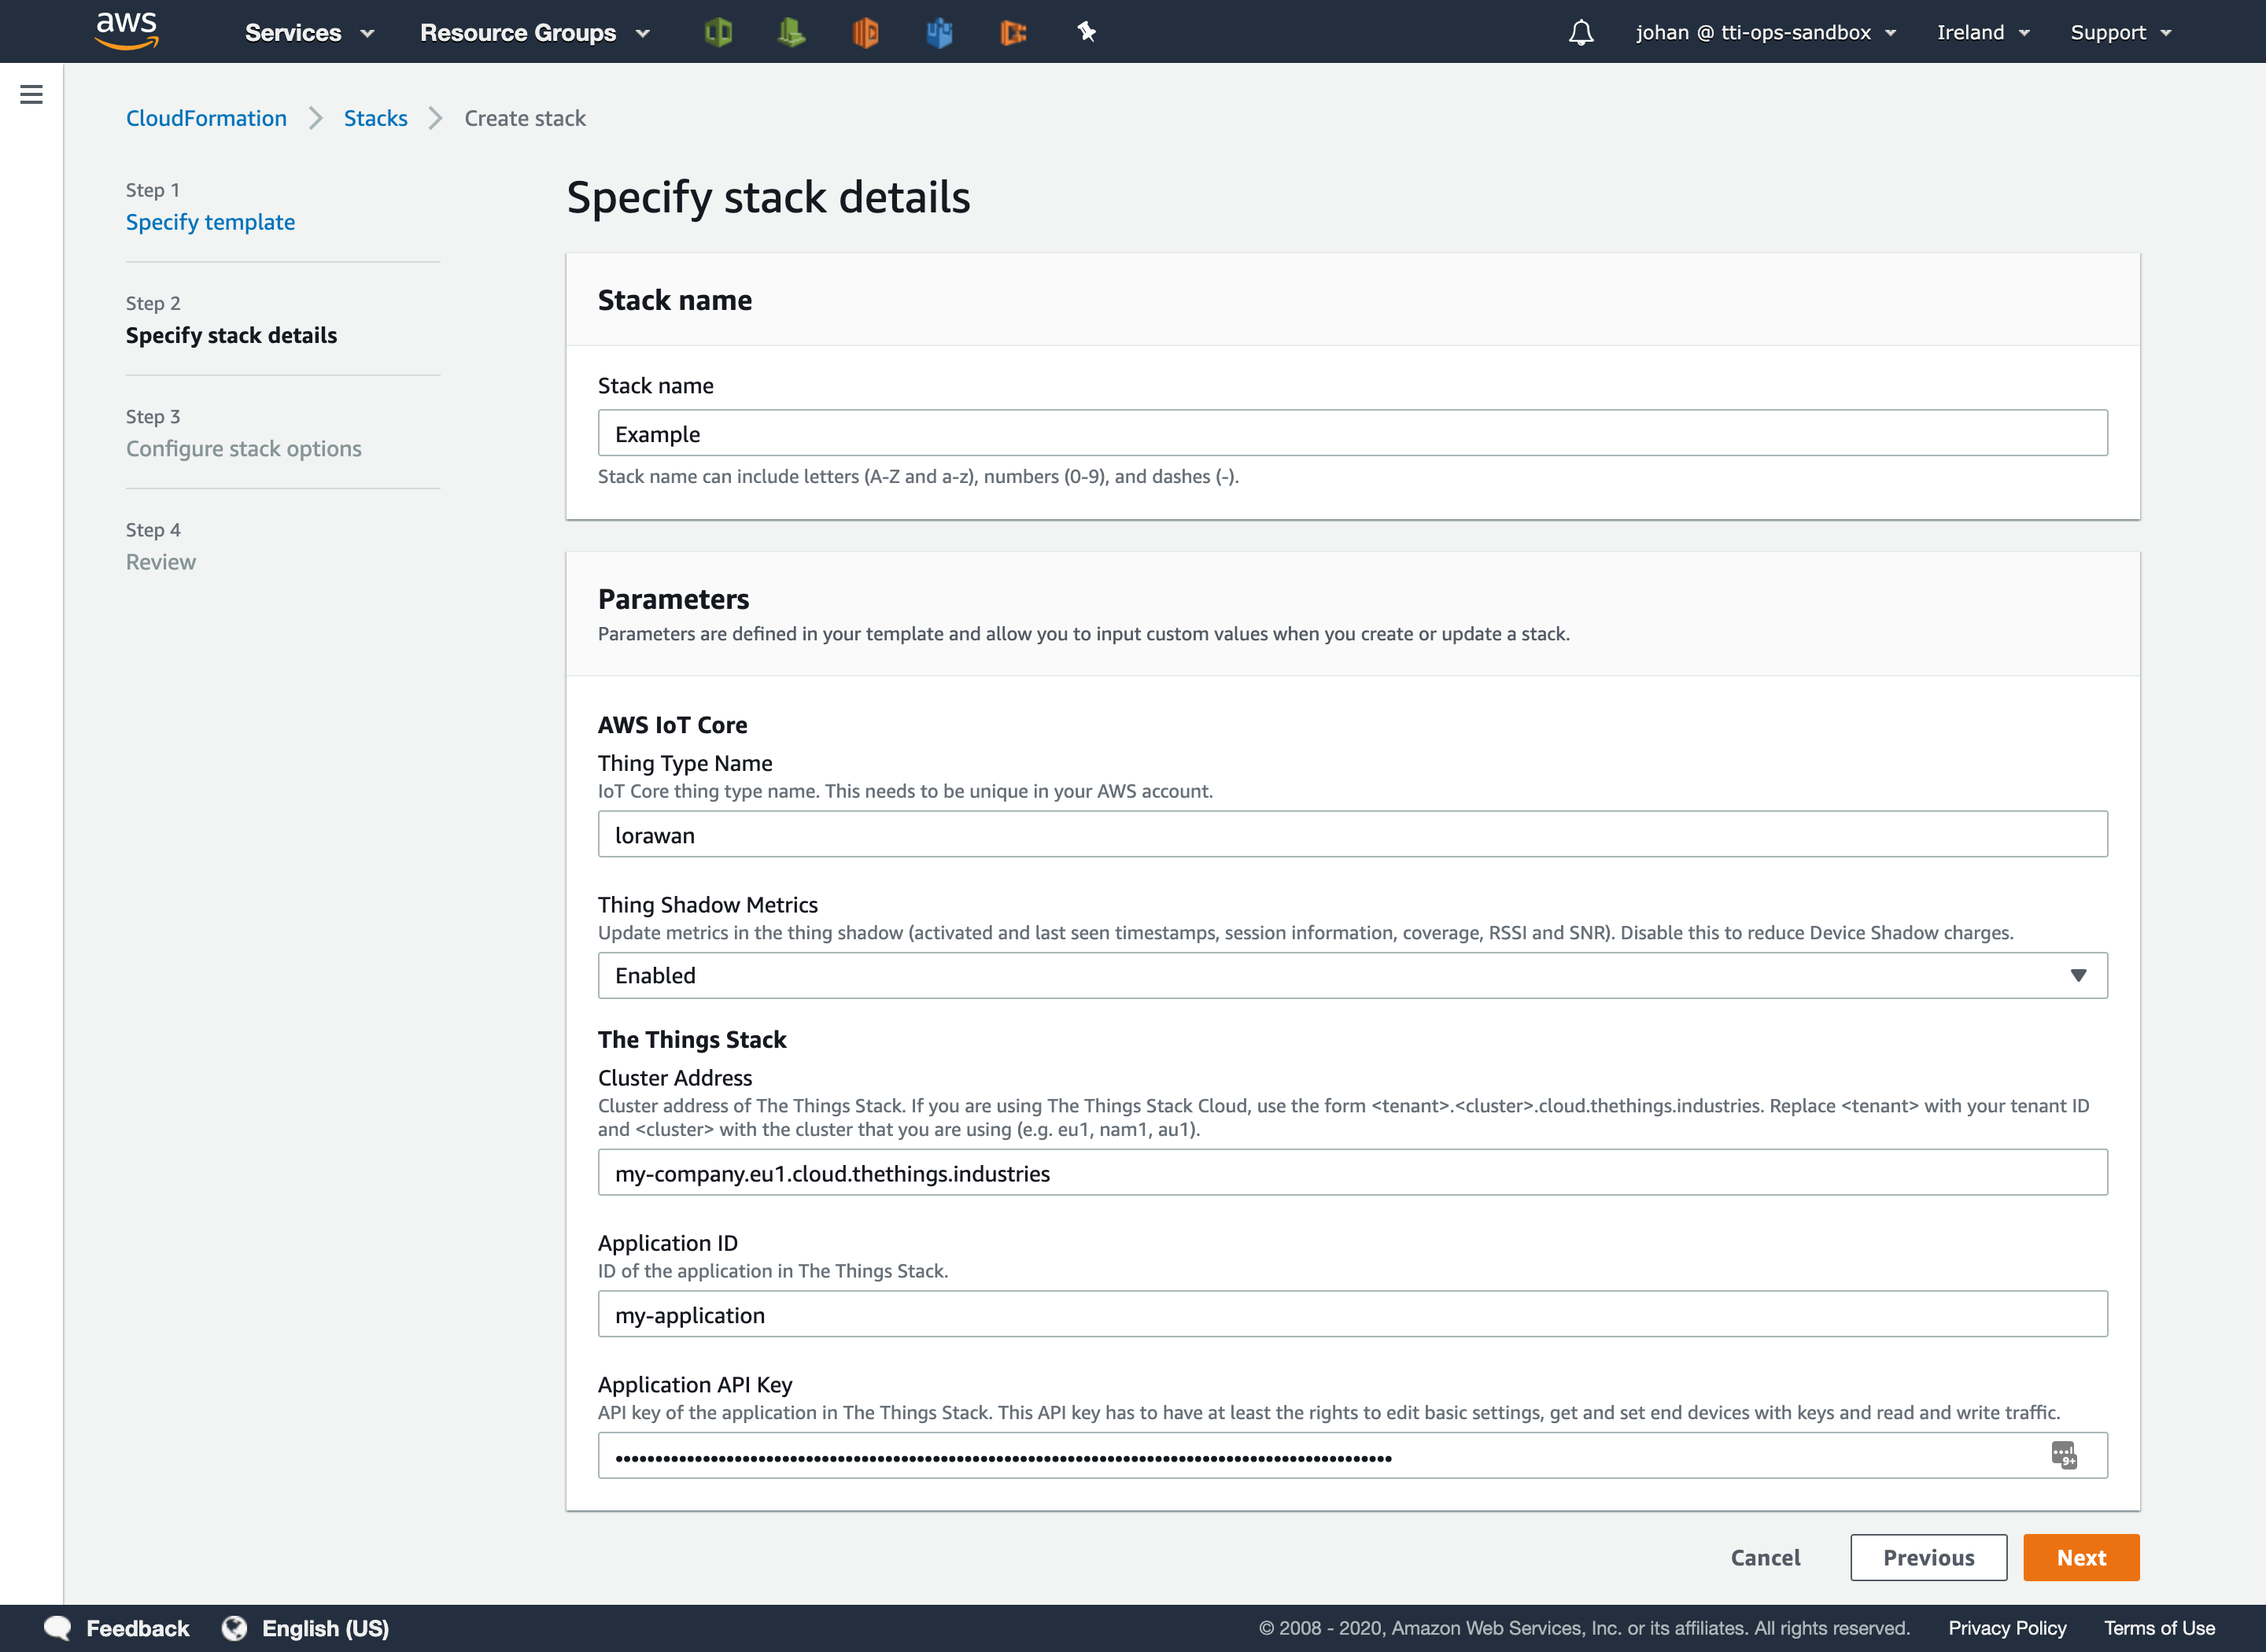 aws Services Resource Groups johan @ tti-ops-sandbox Ireland Support
CloudFormation Stacks Create stack
Step 1
Specify template
Step 2
Specify stack details
Step 3
Configure stack options
Step 4
Review
Specify stack details
Stack name
Stack name
Example
Stack name can include letters (A-Z and a-z), numbers (0-9), and dashes (-).
Parameters
Parameters are defined in your template and allow you to input custom values when you create or update a stack.
AWS IoT Core
Thing Type Name
IoT Core thing type name. This needs to be unique in your AWS account.
lorawan
Thing Shadow Metrics
Update metrics in the thing shadow (activated and last seen timestamps, session information, coverage, RSSI and SNR). Disable this to reduce Device Shadow charges.
Enabled
The Things Stack
Cluster Address
Cluster address of The Things Stack. If you are using The Things Stack Cloud, use the form <tenant>.<cluster>.cloud.thethings.industries. Replace <tenant> with your tenant ID
and <cluster> with the cluster that you are using (e.g. eu1, nam1, au1).
my-company.eu1.cloud.thethings.industries
Application ID
ID of the application in The Things Stack.
my-application
Application API Key
API key of the application in The Things Stack. This API key has to have at least the rights to edit basic settings, get and set end devices with keys and read and write traffic.
9+
Cancel Previous Next
Feedback English (US) © 2008 - 2020, Amazon Web Services, Inc. or its affiliates. All rights reserved. Privacy Policy Terms of Use